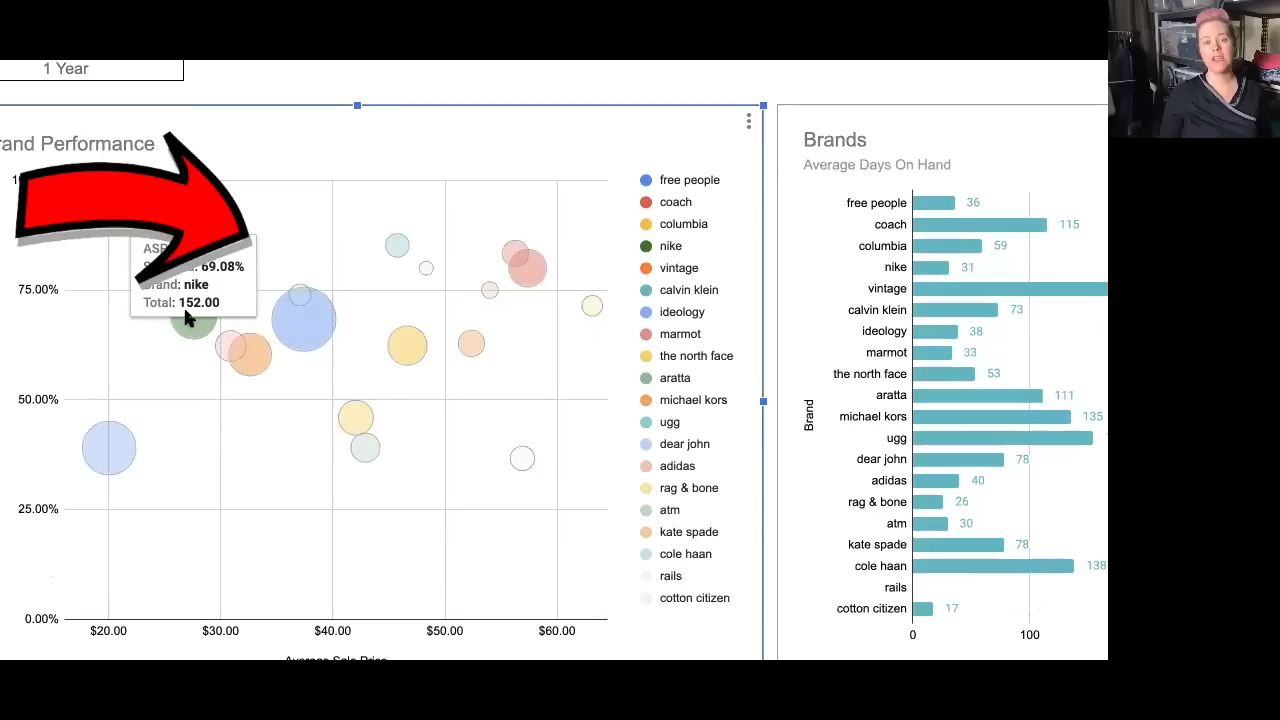 1 Year
rand Performance
ASP
69.08%
Brand: nike
Total: 152.00
75.00%
50.00%
25.00%
0.00%
$20.00 $30.00 $40.00 $50.00 $60.00
Average Sale Price
free people
coach
columbia
nike
vintage
calvin klein
ideology
marmot
the north face
aratta
michael kors
ugg
dear john
adidas
rag & bone
atm
kate spade
cole haan
rails
cotton citizen
Brands
Average Days On Hand
Brand
free people 36
coach 115
columbia 59
nike 31
vintage
calvin klein 73
ideology 38
marmot 33
the north face 53
aratta 111
michael kors 135
ugg
dear john 78
adidas 40
rag & bone 26
atm 30
kate spade 78
cole haan 138
rails
cotton citizen 17
0 100